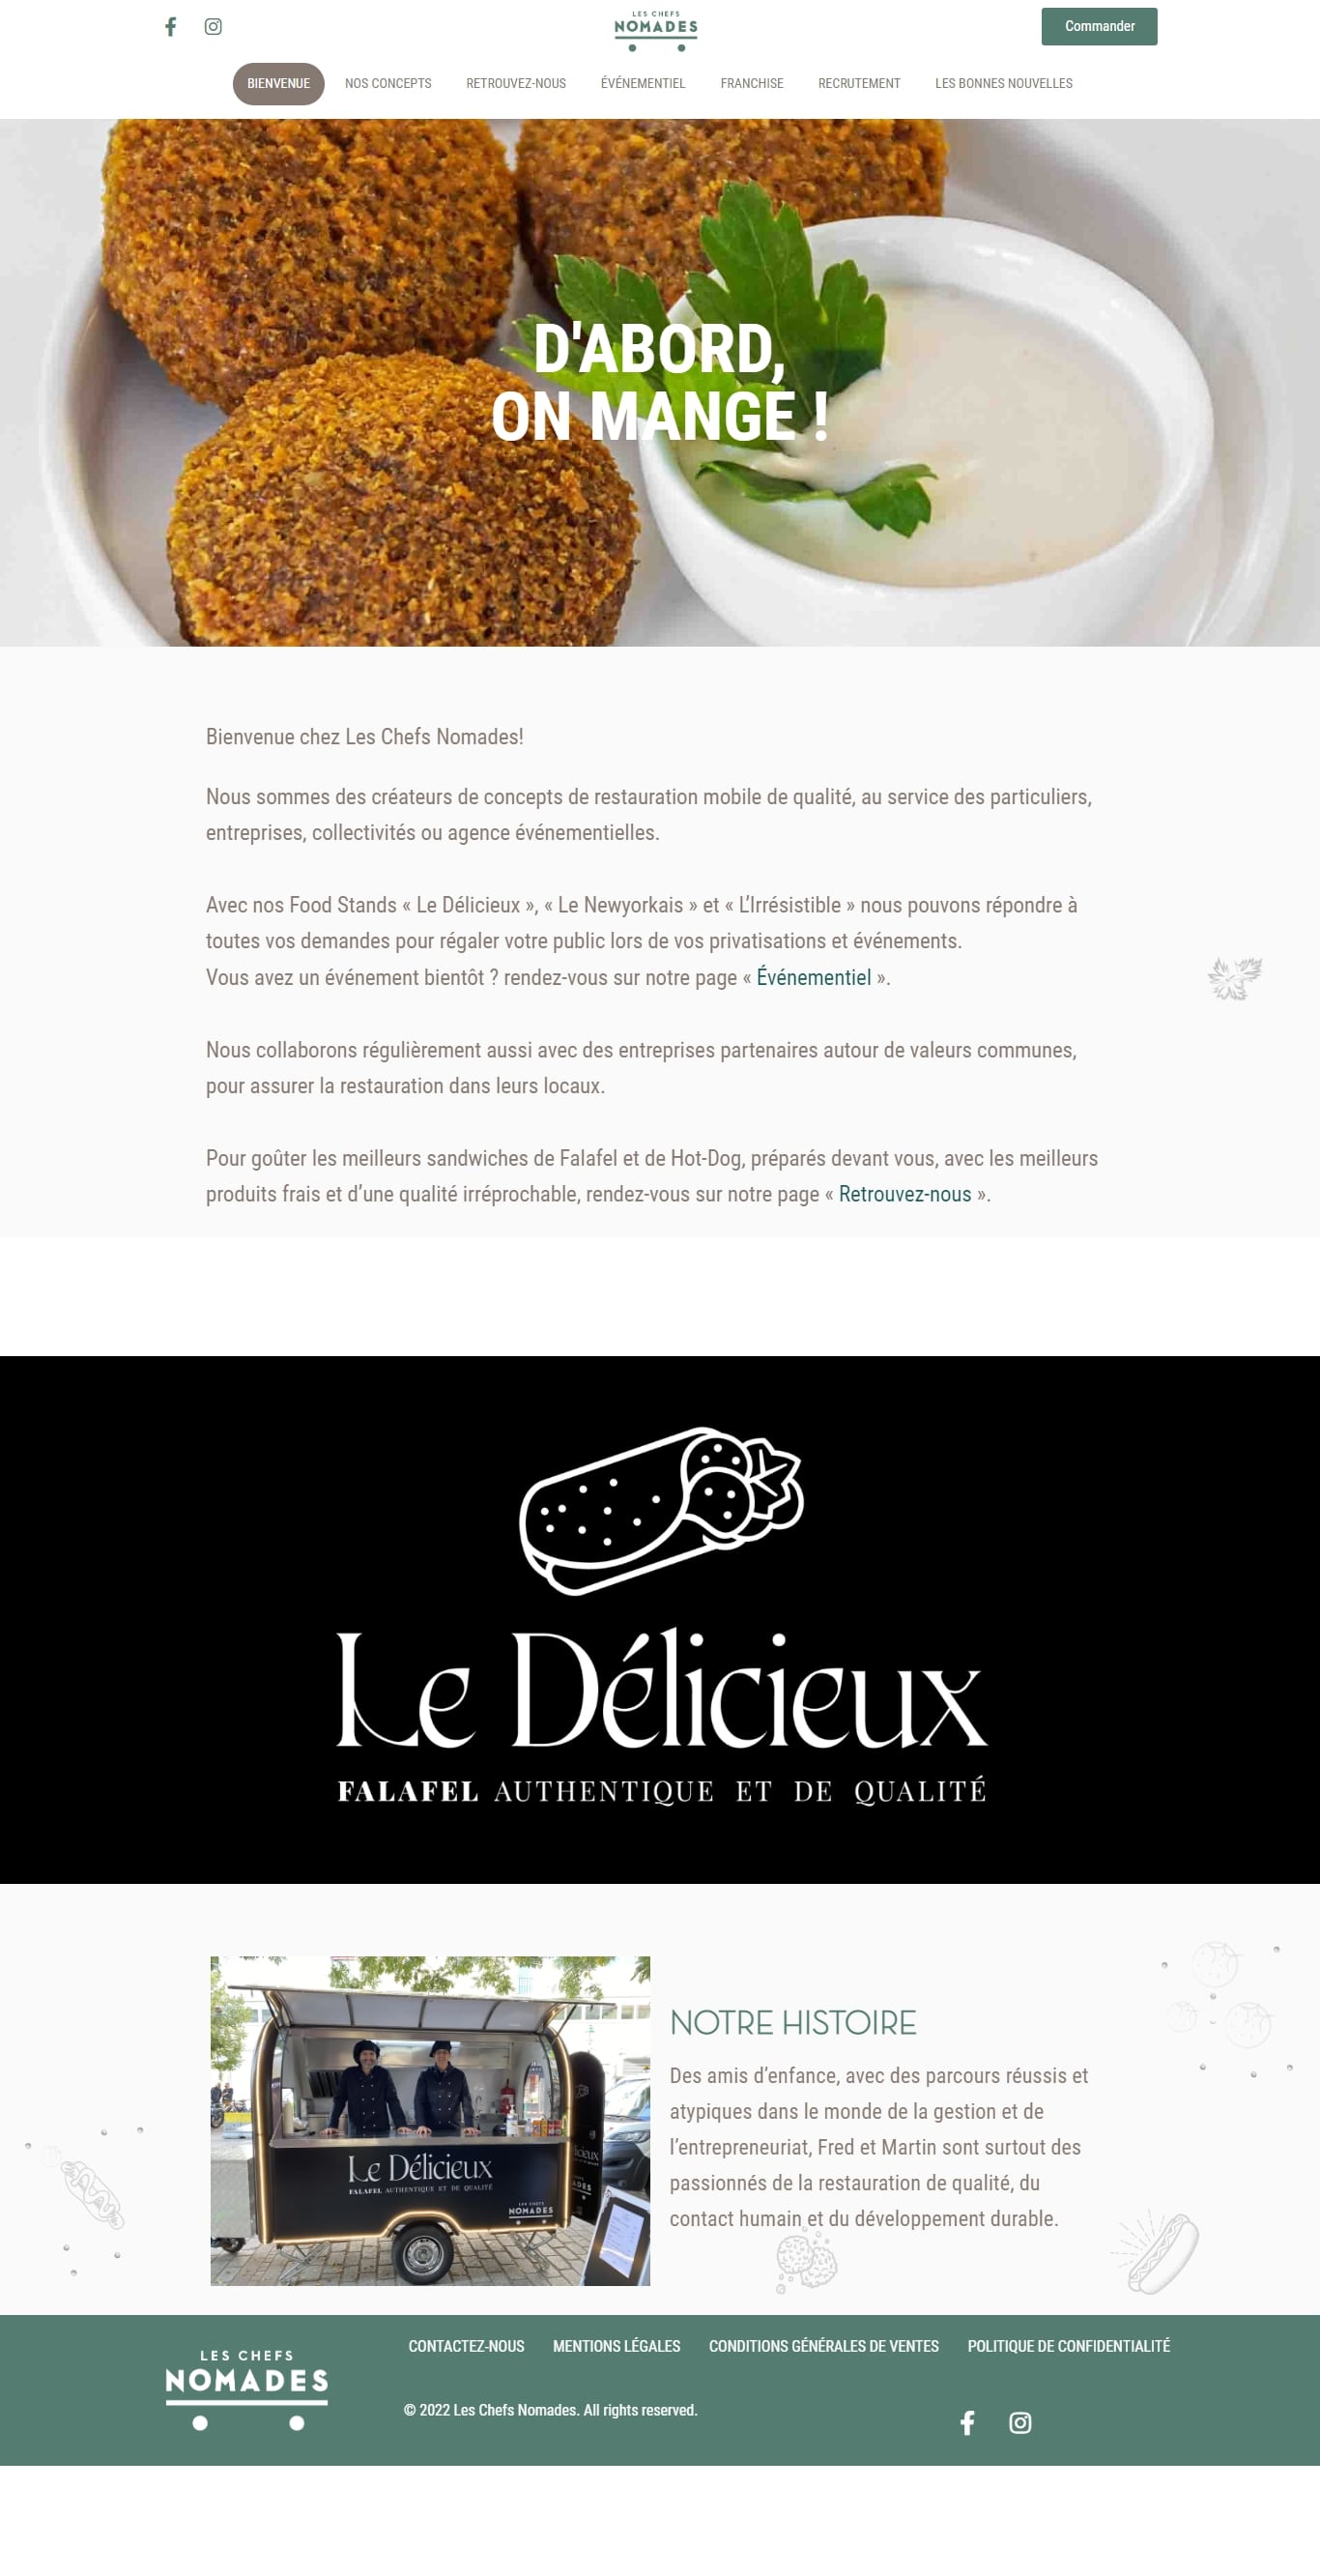 LES CHEFS
NOMADES
Commander
BIENVENUE
NOS CONCEPTS
RETROUVEZ-NOUS
ÉVÉNEMENTIEL
FRANCHISE
RECRUTEMENT
LES BONNES NOUVELLES
D'ABORD,
ON MANGE !
Bienvenue chez Les Chefs Nomades!
Nous sommes des créateurs de concepts de restauration mobile de qualité, au service des particuliers,
entreprises, collectivités ou agence événementielles.
Avec nos Food Stands « Le Délicieux », « Le Newyorkais » et « L’Irrésistible » nous pouvons répondre à
toutes vos demandes pour régaler votre public lors de vos privatisations et événements.
Vous avez un événement bientôt ? rendez-vous sur notre page « Événementiel ».
Nous collaborons régulièrement aussi avec des entreprises partenaires autour de valeurs communes,
pour assurer la restauration dans leurs locaux.
Pour goûter les meilleurs sandwiches de Falafel et de Hot-Dog, préparés devant vous, avec les meilleurs
produits frais et d’une qualité irréprochable, rendez-vous sur notre page « Retrouvez-nous ».
Le Délicieux
FALAFEL AUTHENTIQUE ET DE QUALITÉ
Le Délicieux
FALAFEL AUTHENTIQUE ET DE QUALITÉ
LES CHEFS
NOMADES
NOTRE HISTOIRE
Des amis d’enfance, avec des parcours réussis et
atypiques dans le monde de la gestion et de
l’entrepreneuriat, Fred et Martin sont surtout des
passionnés de la restauration de qualité, du
contact humain et du développement durable.
LES CHEFS
NOMADES
CONTACTEZ-NOUS
MENTIONS LÉGALES
CONDITIONS GÉNÉRALES DE VENTES
POLITIQUE DE CONFIDENTIALITÉ
© 2022 Les Chefs Nomades. All rights reserved.